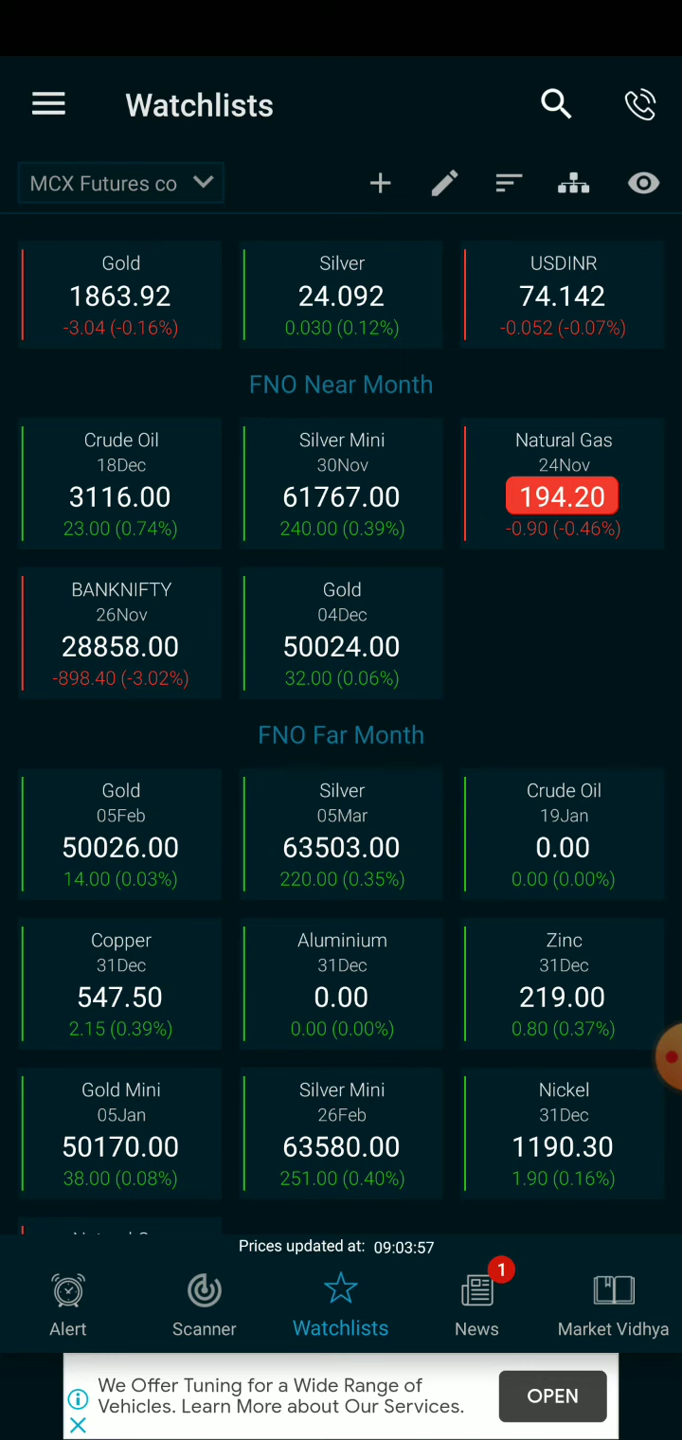 Watchlists
MCX Futures co
Gold
1863.92
-3.04 (-0.16%)
Silver
24.092
0.030 (0.12%)
USDINR
74.142
-0.052 (-0.07%)
FNO Near Month
Crude Oil
18Dec
3116.00
23.00 (0.74%)
Silver Mini
30Nov
61767.00
240.00 (0.39%)
Natural Gas
24Nov
194.20
-0.90 (-0.46%)
BANKNIFTY
26Nov
28858.00
-898.40 (-3.02%)
Gold
04Dec
50024.00
32.00 (0.06%)
FNO Far Month
Gold
05Feb
50026.00
14.00 (0.03%)
Silver
05Mar
63503.00
220.00 (0.35%)
Crude Oil
19Jan
0.00
0.00 (0.00%)
Copper
31Dec
547.50
2.15 (0.39%)
Aluminium
31Dec
0.00
0.00 (0.00%)
Zinc
31Dec
219.00
0.80 (0.37%)
Gold Mini
05Jan
50170.00
38.00 (0.08%)
Silver Mini
26Feb
63580.00
251.00 (0.40%)
Nickel
31Dec
1190.30
1.90 (0.16%)
Prices updated at: 09:03:57
1
Alert
Scanner
Watchlists
News
Market Vidhya
We Offer Tuning for a Wide Range of
Vehicles. Learn More about Our Services.
OPEN